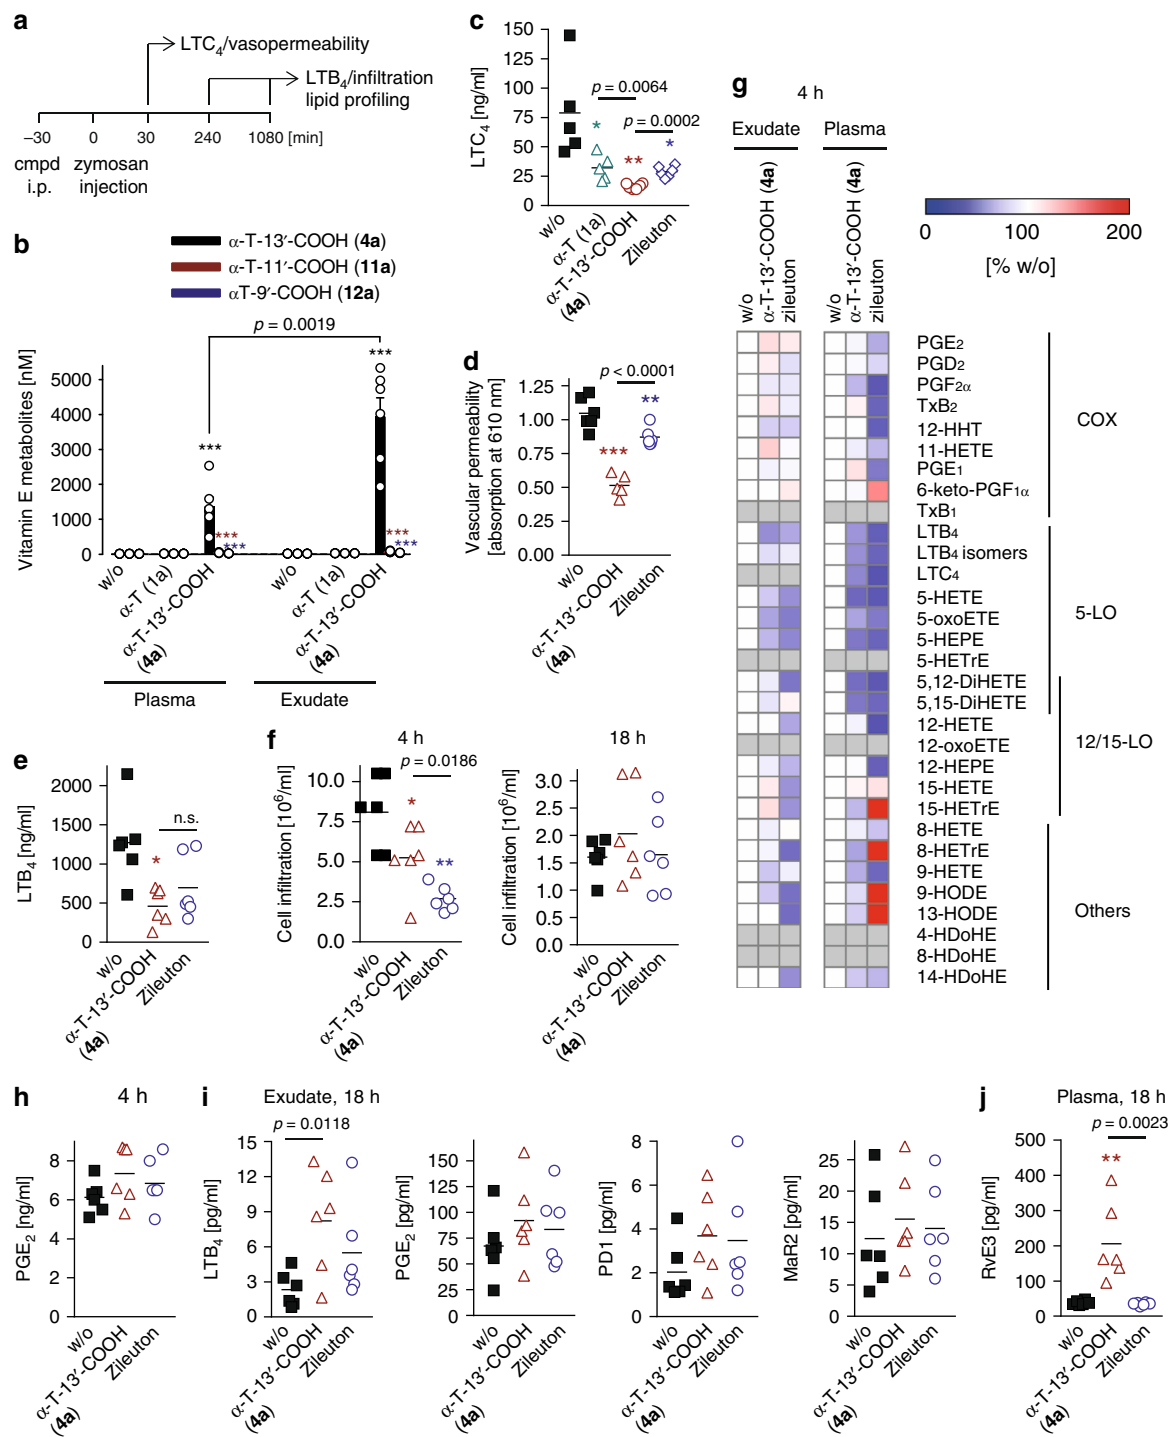 a
LTC4/vasopermeability
LTB4/infiltration
lipid profiling
–30 0 30 240 1080 [min]
cmpd zymosan
i.p. injection
b
α-T-13′-COOH (4a)
α-T-11′-COOH (11a)
αT-9′-COOH (12a)
p = 0.0019
Vitamin E metabolites [nM]
5000
4000
3000
2000
1000
0
***
***
***
***
***
***
w/o
α-T (1a)
α-T-13′-COOH
(4a)
w/o
α-T (1a)
α-T-13′-COOH
(4a)
Plasma
Exudate
c
LTC4 [ng/ml]
150
125
100
75
50
25
0
p = 0.0064
p = 0.0002
*
**
*
w/o
α-T (1a)
α-T-13′-COOH
(4a)
Zileuton
d
Vascular permeability
[absorption at 610 nm]
1.25
1.00
0.75
0.50
0.25
0.00
p < 0.0001
***
**
w/o
α-T-13′-COOH
(4a)
Zileuton
e
LTB4 [ng/ml]
2000
1500
1000
500
0
n.s.
*
w/o
α-T-13′-COOH
(4a)
Zileuton
f
4 h
Cell infiltration [10⁶/ml]
10.0
7.5
5.0
2.5
0.0
p = 0.0186
*
**
w/o
α-T-13′-COOH
(4a)
Zileuton
18 h
Cell infiltration [10⁶/ml]
3.0
2.5
2.0
1.5
1.0
0.5
0.0
w/o
α-T-13′-COOH
(4a)
Zileuton
g
4 h
Exudate
Plasma
w/o
α-T-13′-COOH (4a)
zileuton
w/o
α-T-13′-COOH (4a)
zileuton
0 100 200
[% w/o]
PGE2
PGD2
PGF2α
TxB2
12-HHT
11-HETE
PGE1
6-keto-PGF1α
TxB1
COX
LTB4
LTB4 isomers
LTC4
5-HETE
5-oxoETE
5-HEPE
5-HETrE
5,12-DiHETE
5,15-DiHETE
5-LO
12-HETE
12-oxoETE
12-HEPE
15-HETE
15-HETrE
12/15-LO
8-HETE
8-HETrE
9-HETE
9-HODE
13-HODE
4-HDoHE
8-HDoHE
14-HDoHE
Others
h
4 h
PGE2 [ng/ml]
8
6
4
2
0
w/o
α-T-13′-COOH
(4a)
Zileuton
i
Exudate, 18 h
p = 0.0118
LTB4 [pg/ml]
15
12
9
6
3
0
w/o
α-T-13′-COOH
(4a)
Zileuton
PGE2 [pg/ml]
150
125
100
75
50
25
0
w/o
α-T-13′-COOH
(4a)
Zileuton
PD1 [pg/ml]
8
6
4
2
0
w/o
α-T-13′-COOH
(4a)
Zileuton
MaR2 [pg/ml]
25
20
15
10
5
0
w/o
α-T-13′-COOH
(4a)
Zileuton
j
Plasma, 18 h
p = 0.0023
RvE3 [pg/ml]
500
400
300
200
100
0
**
w/o
α-T-13′-COOH
(4a)
Zileuton